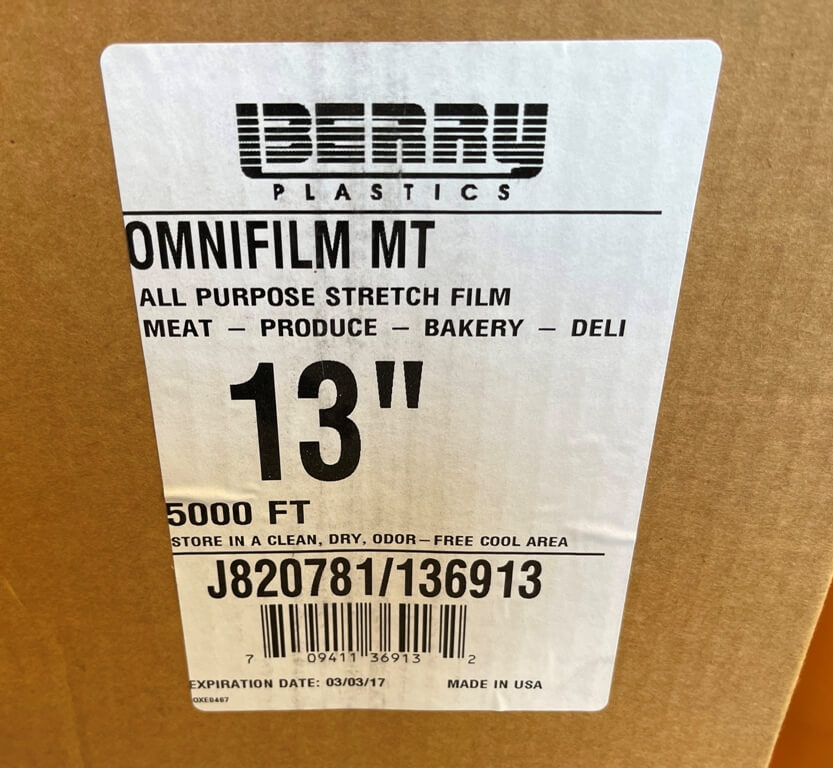 BERRY
PLASTICS
OMNIFILM MT
ALL PURPOSE STRETCH FILM
MEAT – PRODUCE – BAKERY – DELI
13"
5000 FT
STORE IN A CLEAN, DRY, ODOR–FREE COOL AREA
J820781/136913
7 09411 36913 2
EXPIRATION DATE: 03/03/17 MADE IN USA
OXE0467